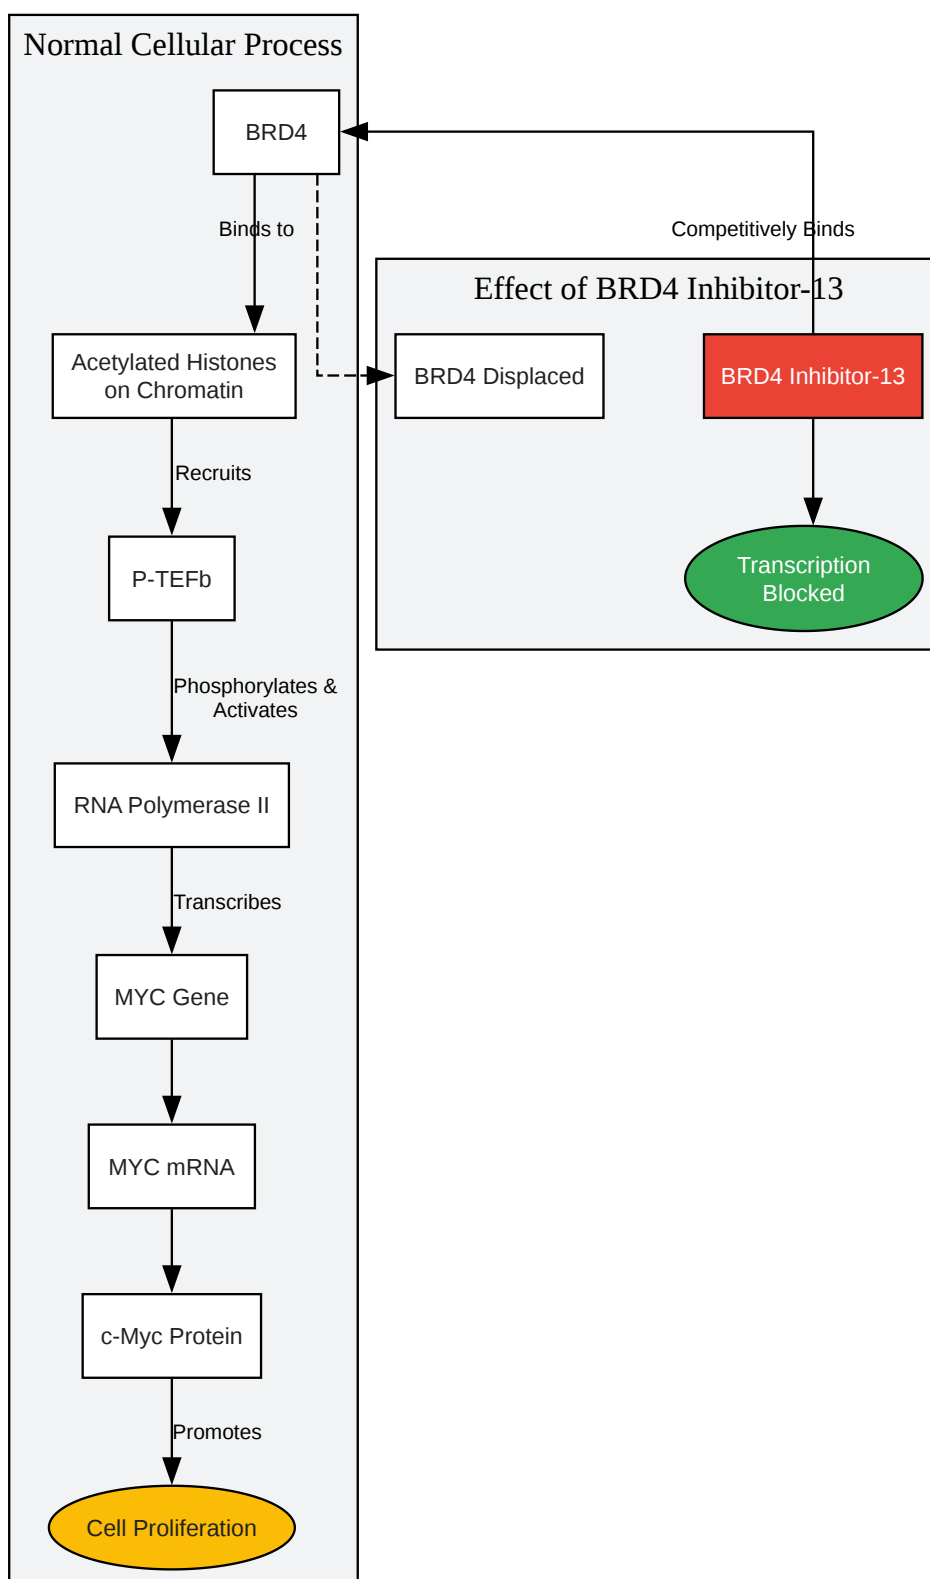 Normal Cellular Process
BRD4
Binds to
Competitively Binds
Effect of BRD4 Inhibitor-13
Acetylated Histones
on Chromatin
BRD4 Displaced
BRD4 Inhibitor-13
Recruits
P-TEFb
Transcription
Blocked
Phosphorylates &
Activates
RNA Polymerase II
Transcribes
MYC Gene
MYC mRNA
c-Myc Protein
Promotes
Cell Proliferation